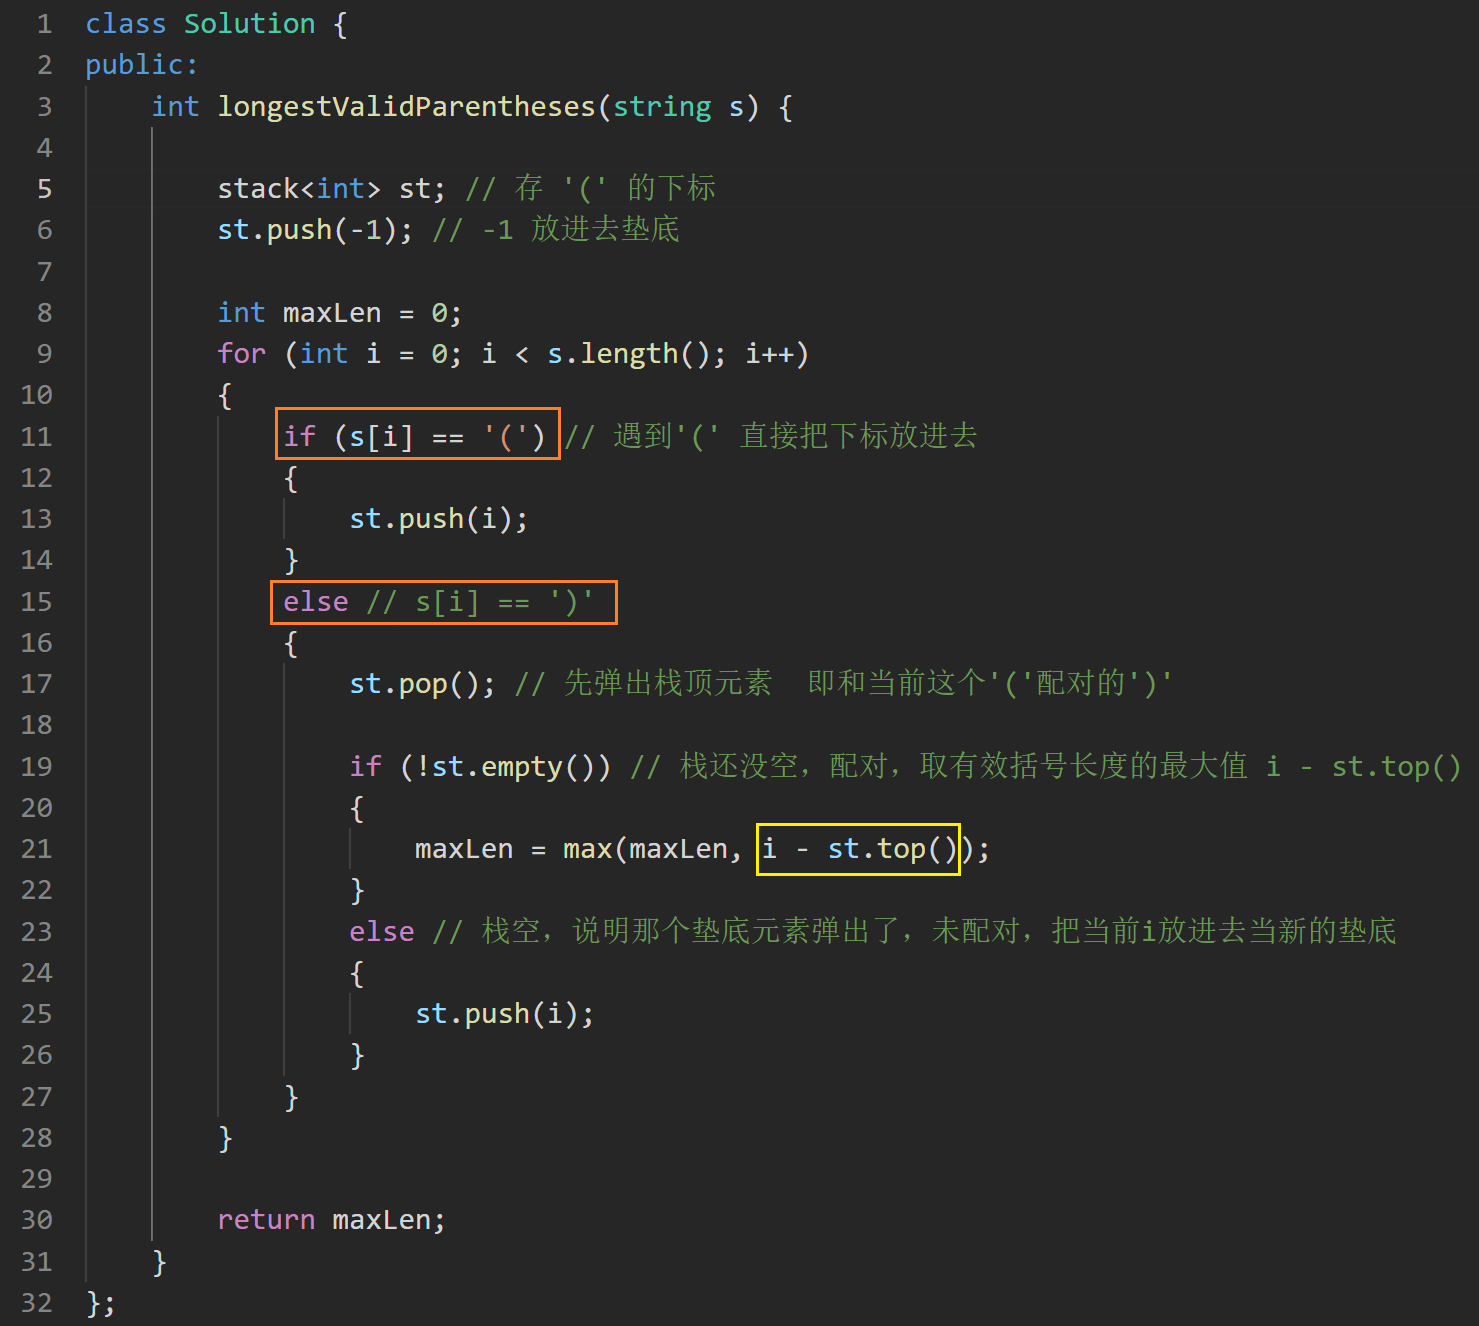 1 class Solution {
2 public:
3 int longestValidParentheses(string s) {
4
5 stack<int> st; // 存 '(' 的下标
6 st.push(-1); // -1 放进去垫底
7
8 int maxLen = 0;
9 for (int i = 0; i < s.length(); i++)
10 {
11 if (s[i] == '(') // 遇到'(' 直接把下标放进去
12 {
13 st.push(i);
14 }
15 else // s[i] == ')'
16 {
17 st.pop(); // 先弹出栈顶元素 即和当前这个'('配对的')'
18
19 if (!st.empty()) // 栈还没空，配对，取有效括号长度的最大值 i - st.top()
20 {
21 maxLen = max(maxLen, i - st.top());
22 }
23 else // 栈空，说明那个垫底元素弹出了，未配对，把当前i放进去当新的垫底
24 {
25 st.push(i);
26 }
27 }
28 }
29
30 return maxLen;
31 }
32 };